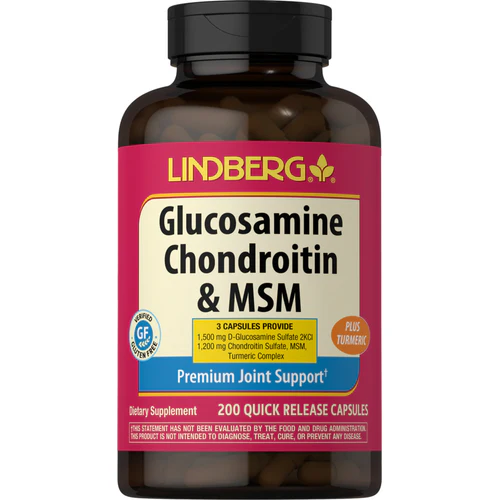 LINDBERG®
Glucosamine
Chondroitin
& MSM
3 CAPSULES PROVIDE
1,500 mg D-Glucosamine Sulfate 2KCl
1,200 mg Chondroitin Sulfate, MSM,
Turmeric Complex
PLUS
TURMERIC
VERIFIED
GF
GLUTEN FREE
Premium Joint Support†
Dietary Supplement
200 QUICK RELEASE CAPSULES
†THIS STATEMENT HAS NOT BEEN EVALUATED BY THE FOOD AND DRUG ADMINISTRATION.
THIS PRODUCT IS NOT INTENDED TO DIAGNOSE, TREAT, CURE, OR PREVENT ANY DISEASE.